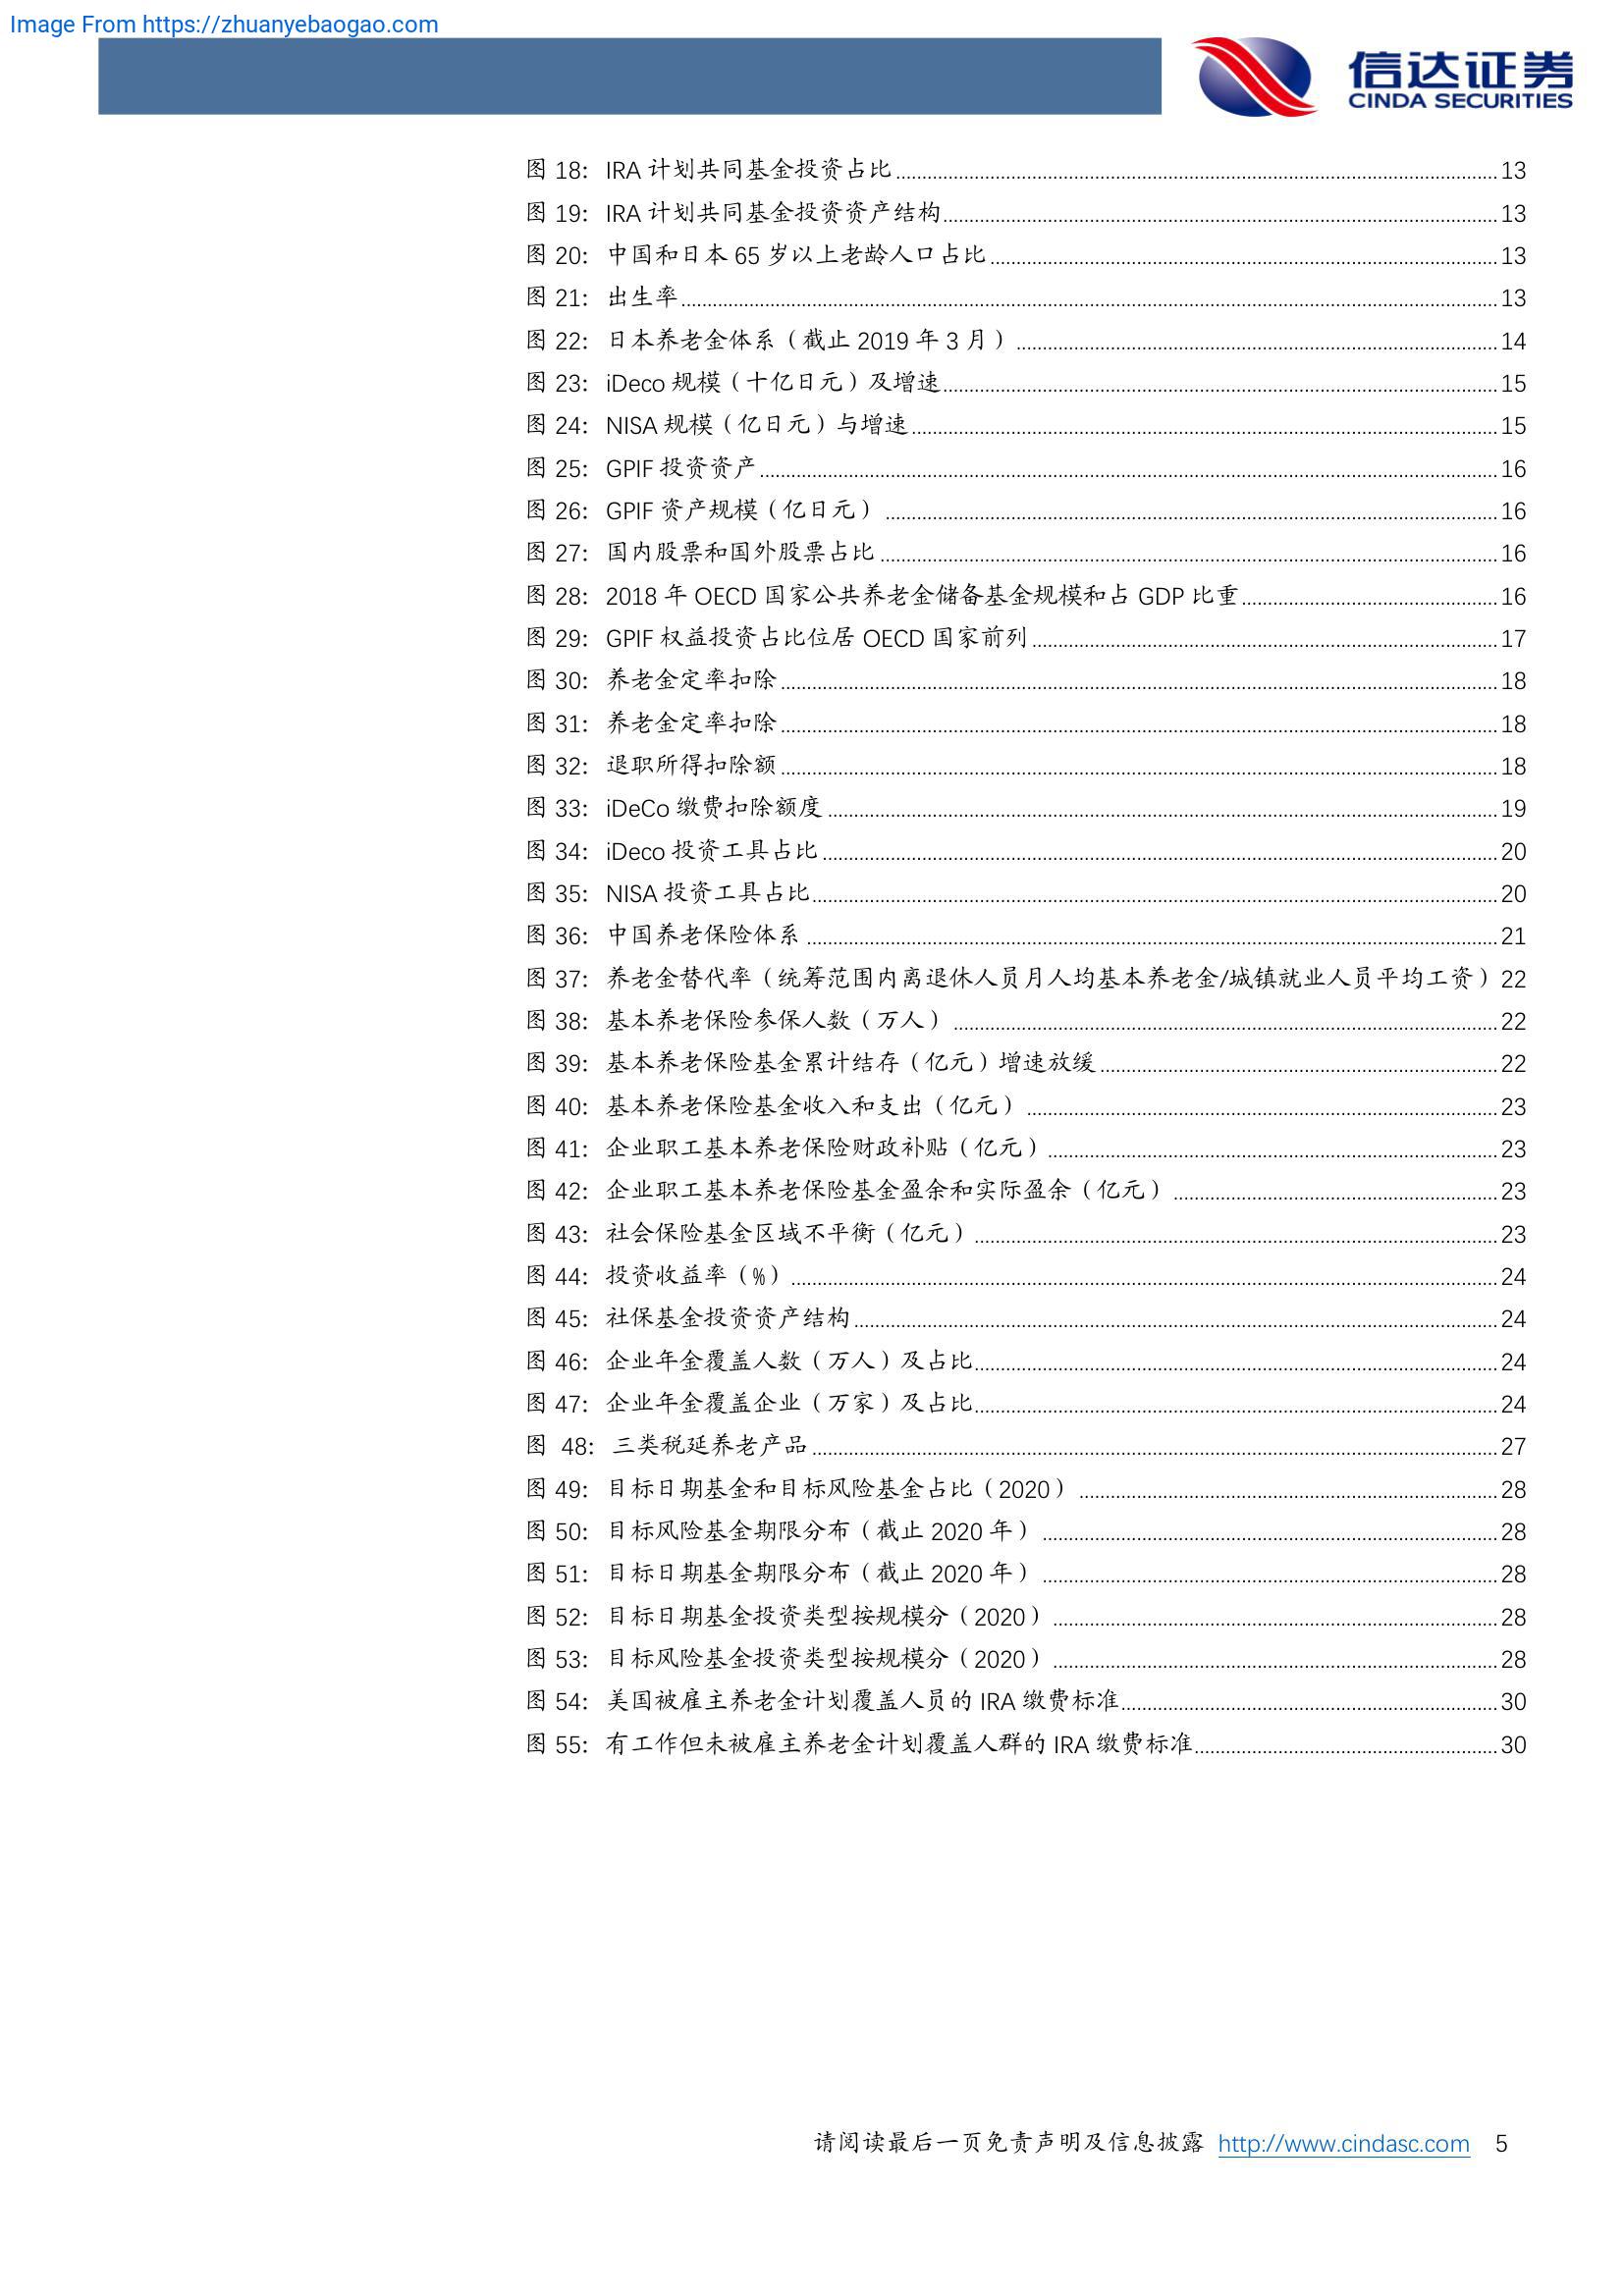 Image From https://zhuanyebaogao.com
信达证券
CINDA SECURITIES
图 18: IRA 计划共同基金投资占比 13
图 19: IRA 计划共同基金投资资产结构 13
图 20: 中国和日本 65 岁以上老龄人口占比 13
图 21: 出生率 13
图 22: 日本养老金体系（截止 2019 年 3 月） 14
图 23: iDeco 规模（十亿日元）及增速 15
图 24: NISA 规模（亿日元）与增速 15
图 25: GPIF 投资资产 16
图 26: GPIF 资产规模（亿日元） 16
图 27: 国内股票和国外股票占比 16
图 28: 2018 年 OECD 国家公共养老金储备基金规模和占 GDP 比重 16
图 29: GPIF 权益投资占比位居 OECD 国家前列 17
图 30: 养老金定率扣除 18
图 31: 养老金定率扣除 18
图 32: 退职所得扣除额 18
图 33: iDeCo 缴费扣除额度 19
图 34: iDeco 投资工具占比 20
图 35: NISA 投资工具占比 20
图 36: 中国养老保险体系 21
图 37: 养老金替代率（统筹范围内离退休人员月人均基本养老金/城镇就业人员平均工资） 22
图 38: 基本养老保险参保人数（万人） 22
图 39: 基本养老保险基金累计结存（亿元）增速放缓 22
图 40: 基本养老保险基金收入和支出（亿元） 23
图 41: 企业职工基本养老保险财政补贴（亿元） 23
图 42: 企业职工基本养老保险基金盈余和实际盈余（亿元） 23
图 43: 社会保险基金区域不平衡（亿元） 23
图 44: 投资收益率（%） 24
图 45: 社保基金投资资产结构 24
图 46: 企业年金覆盖人数（万人）及占比 24
图 47: 企业年金覆盖企业（万家）及占比 24
图 48: 三类税延养老产品 27
图 49: 目标日期基金和目标风险基金占比（2020） 28
图 50: 目标风险基金期限分布（截止 2020 年） 28
图 51: 目标日期基金期限分布（截止 2020 年） 28
图 52: 目标日期基金投资类型按规模分（2020） 28
图 53: 目标风险基金投资类型按规模分（2020） 28
图 54: 美国被雇主养老金计划覆盖人员的 IRA 缴费标准 30
图 55: 有工作但未被雇主养老金计划覆盖人群的 IRA 缴费标准 30
请阅读最后一页免责声明及信息披露 http://www.cindasc.com 5